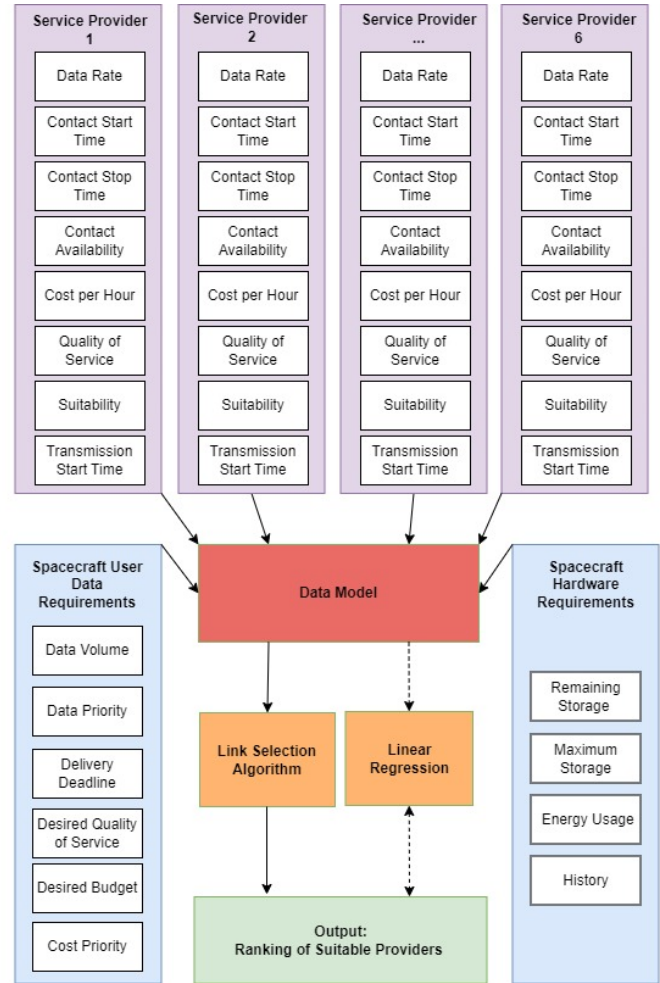 Service Provider
1
Data Rate
Contact Start
Time
Contact Stop
Time
Contact
Availability
Cost per Hour
Quality of
Service
Suitability
Transmission
Start Time
Service Provider
2
Data Rate
Contact Start
Time
Contact Stop
Time
Contact
Availability
Cost per Hour
Quality of
Service
Suitability
Transmission
Start Time
Service Provider
...
Data Rate
Contact Start
Time
Contact Stop
Time
Contact
Availability
Cost per Hour
Quality of
Service
Suitability
Transmission
Start Time
Service Provider
6
Data Rate
Contact Start
Time
Contact Stop
Time
Contact
Availability
Cost per Hour
Quality of
Service
Suitability
Transmission
Start Time
Spacecraft User
Data
Requirements
Data Volume
Data Priority
Delivery
Deadline
Desired Quality
of Service
Desired Budget
Cost Priority
Data Model
Link Selection
Algorithm
Linear
Regression
Output:
Ranking of Suitable Providers
Spacecraft
Hardware
Requirements
Remaining
Storage
Maximum
Storage
Energy Usage
History